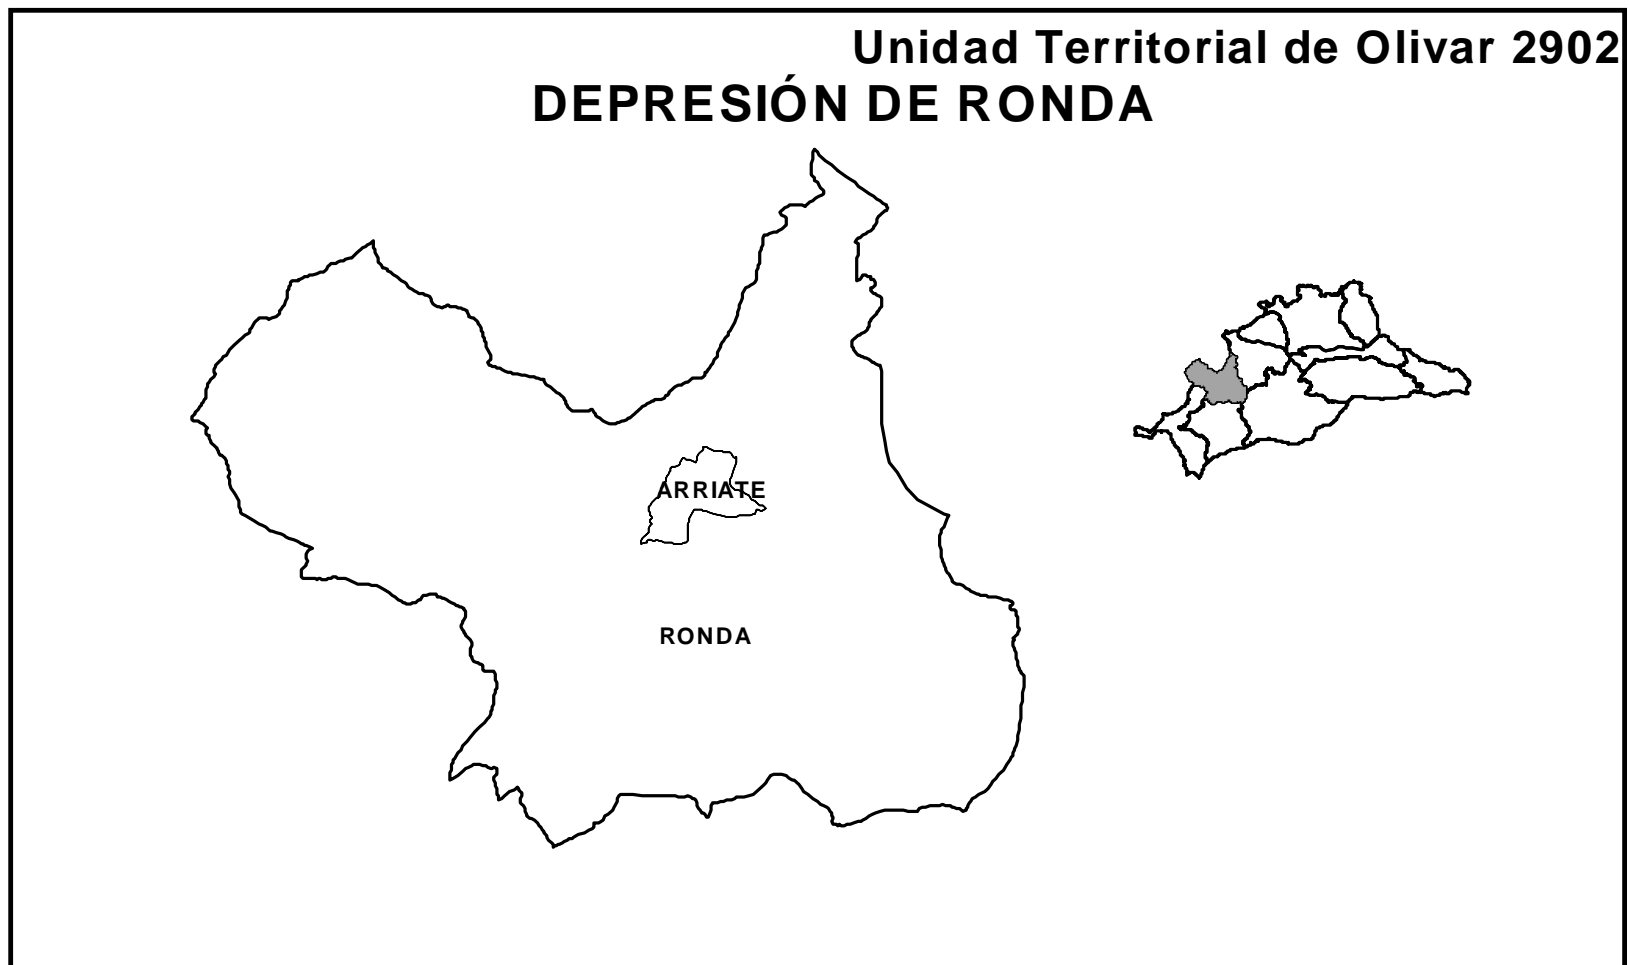 Unidad Territorial de Olivar 2902
DEPRESIÓN DE RONDA
ARRIATE
RONDA